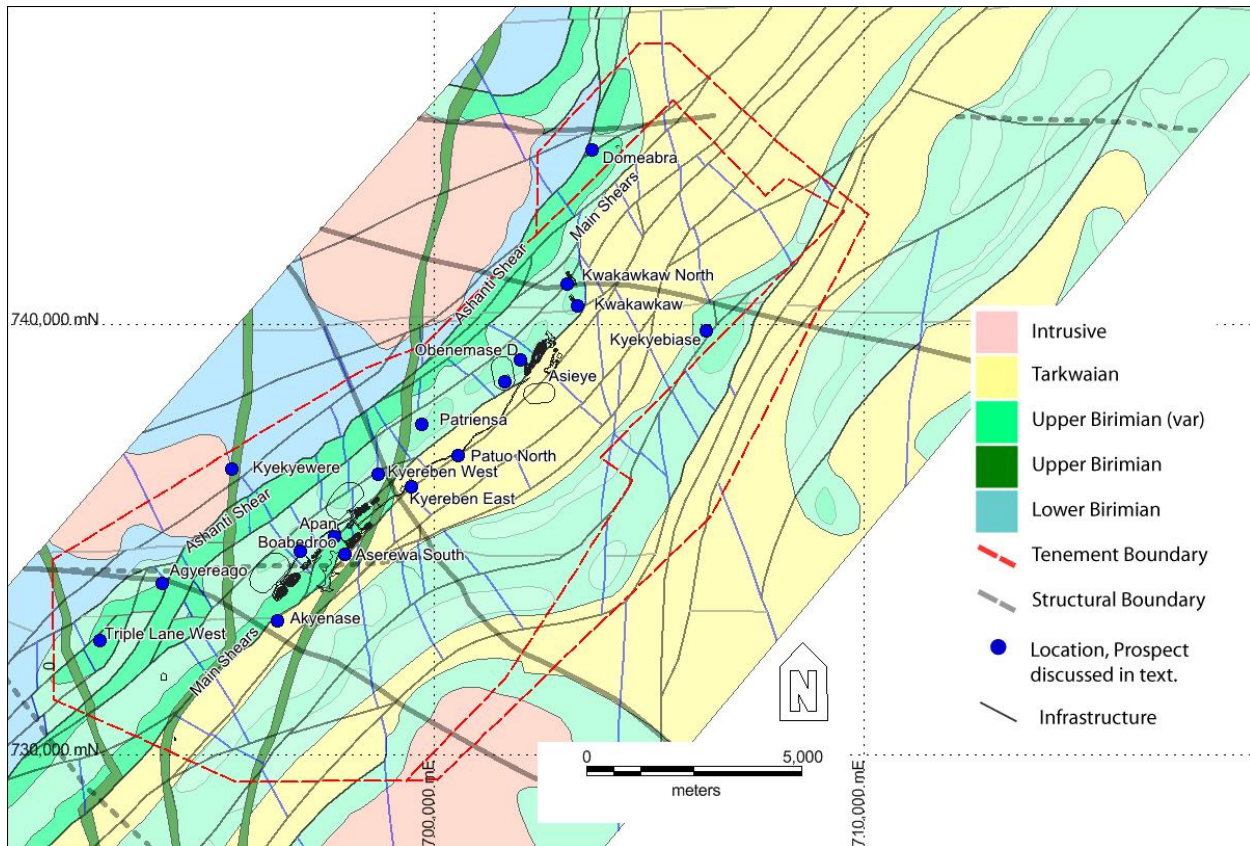 Domeabra
Main Shears
Ashanti Shear
Kwakawkaw North
Kwakawkaw
740,000 mN
Kyekyebiase
Obenemase D
Asieye
Patriensa
Patuo North
Kyekyewere
Kyereben West
Kyereben East
Ashanti Shear
Apan
Boabedroo
Aserewa South
Agyereago
Akyenase
Triple Lane West
Main Shears
730,000 mN
700,000 mE
710,000 mE
Intrusive
Tarkwaian
Upper Birimian (var)
Upper Birimian
Lower Birimian
Tenement Boundary
Structural Boundary
Location, Prospect
discussed in text.
Infrastructure
N
0 5,000
meters